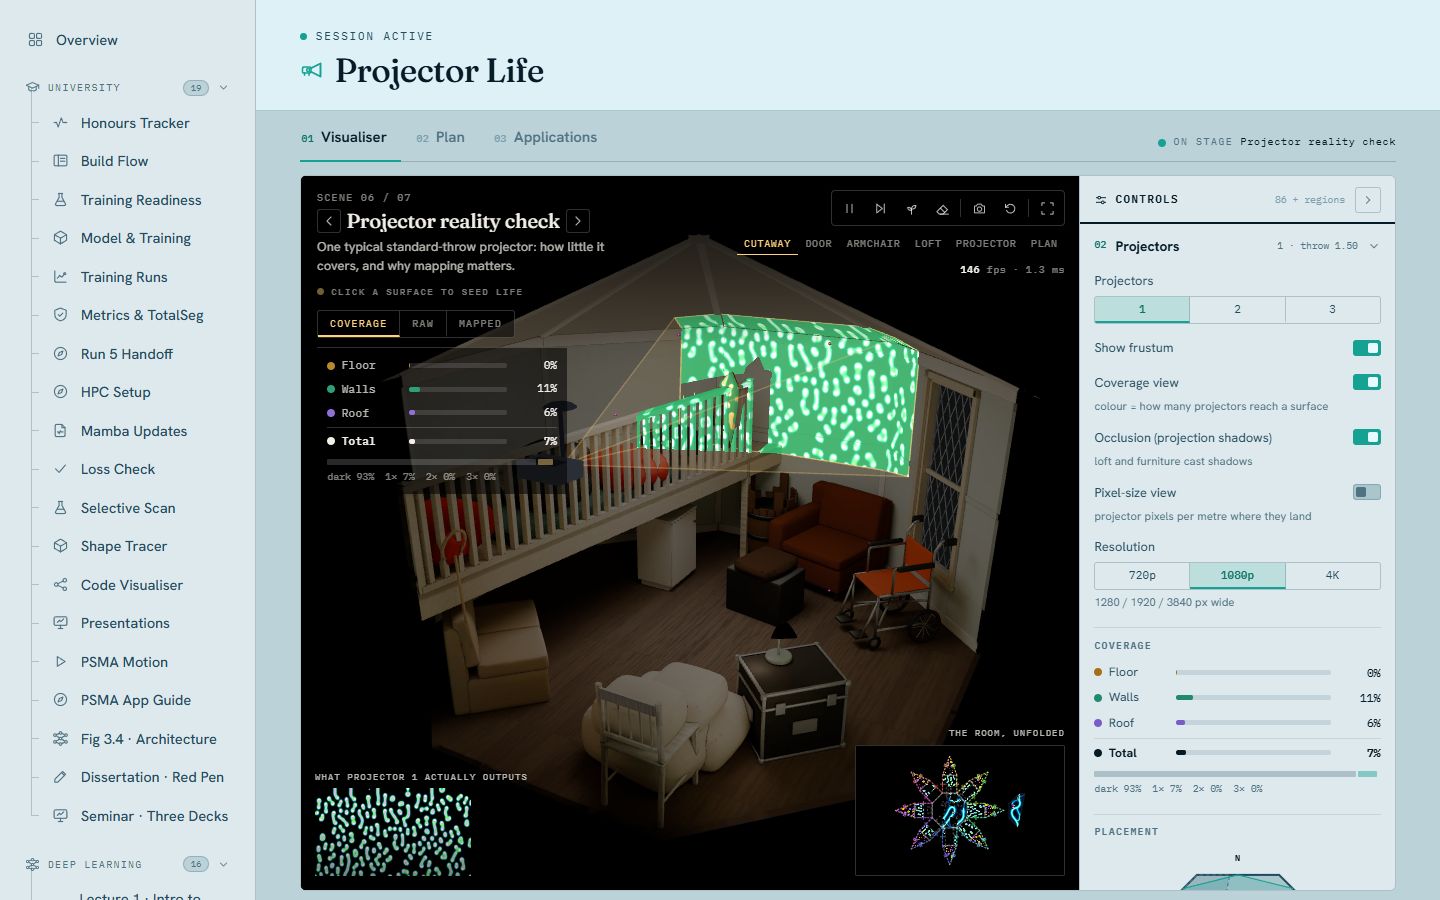 Overview
UNIVERSITY 19
Honours Tracker
Build Flow
Training Readiness
Model & Training
Training Runs
Metrics & TotalSeg
Run 5 Handoff
HPC Setup
Mamba Updates
Loss Check
Selective Scan
Shape Tracer
Code Visualiser
Presentations
PSMA Motion
PSMA App Guide
Fig 3.4 · Architecture
Dissertation · Red Pen
Seminar · Three Decks
DEEP LEARNING 16
Lecture 1 · Intro to
SESSION ACTIVE
Projector Life
01 Visualiser 02 Plan 03 Applications
ON STAGE Projector reality check
SCENE 06 / 07
Projector reality check
One typical standard-throw projector: how little it
covers, and why mapping matters.
CLICK A SURFACE TO SEED LIFE
COVERAGE RAW MAPPED
Floor 0%
Walls 11%
Roof 6%
Total 7%
dark 93% 1× 7% 2× 0% 3× 0%
CUTAWAY DOOR ARMCHAIR LOFT PROJECTOR PLAN
146 fps · 1.3 ms
WHAT PROJECTOR 1 ACTUALLY OUTPUTS
THE ROOM, UNFOLDED
CONTROLS 86 + regions
02 Projectors 1 · throw 1.50
Projectors
1 2 3
Show frustum
Coverage view
colour = how many projectors reach a surface
Occlusion (projection shadows)
loft and furniture cast shadows
Pixel-size view
projector pixels per metre where they land
Resolution
720p 1080p 4K
1280 / 1920 / 3840 px wide
COVERAGE
Floor 0%
Walls 11%
Roof 6%
Total 7%
dark 93% 1× 7% 2× 0% 3× 0%
PLACEMENT
N